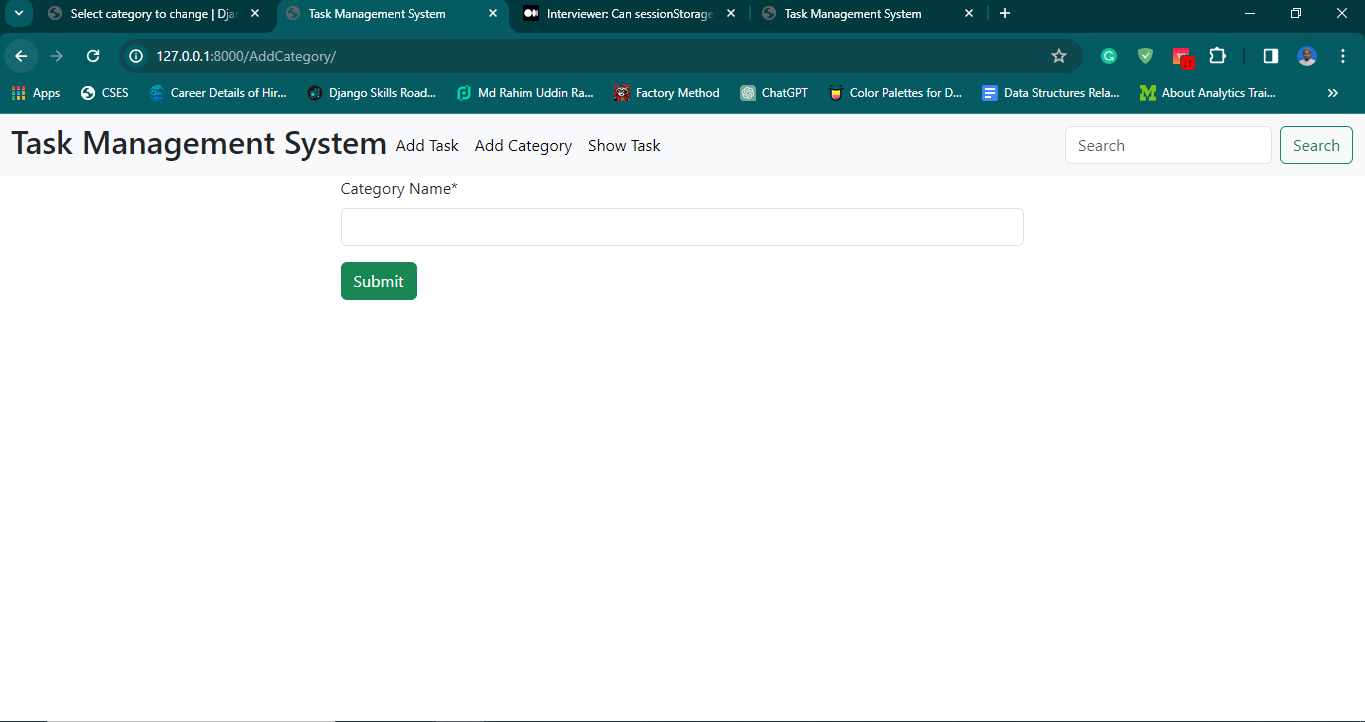 Select category to change | Dja
Task Management System
Interviewer: Can sessionStorage
Task Management System
127.0.0.1:8000/AddCategory/
Apps
CSES
Career Details of Hir...
Django Skills Road...
Md Rahim Uddin Ra...
Factory Method
ChatGPT
Color Palettes for D...
Data Structures Rela...
About Analytics Trai...
Task Management System Add Task Add Category Show Task Search Search
Category Name*
Submit